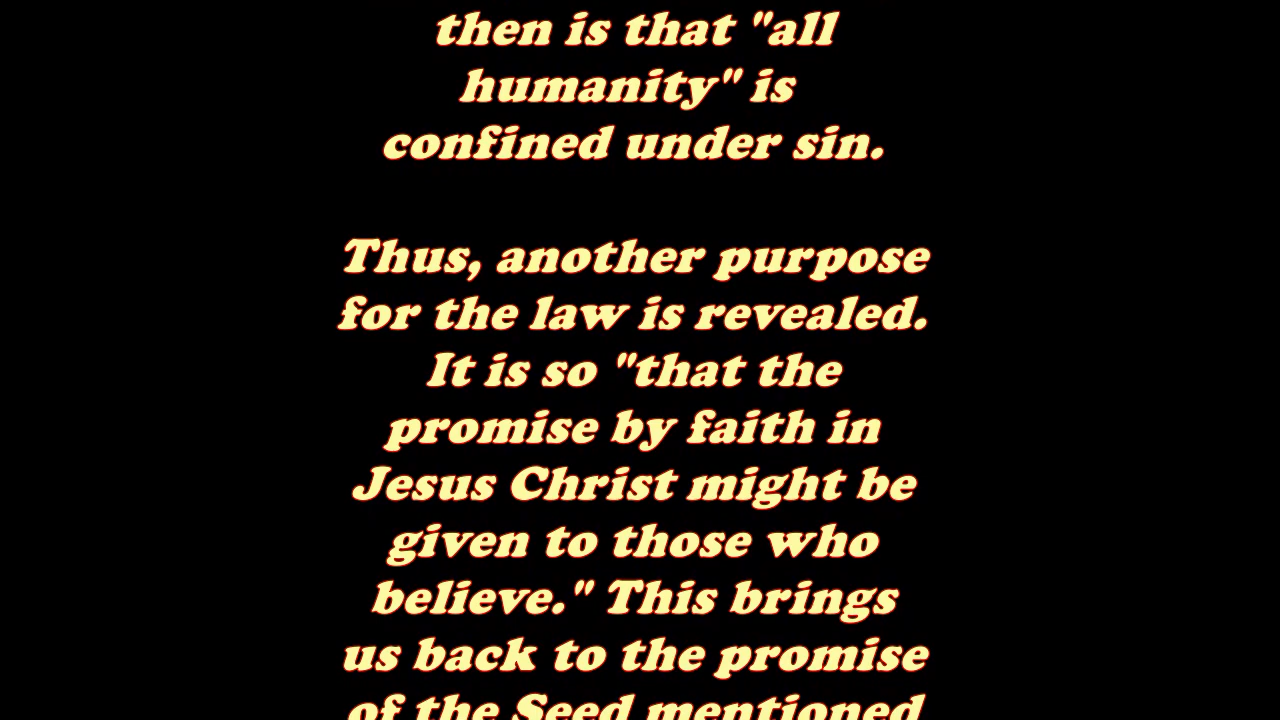 then is that "all
humanity" is
confined under sin.
Thus, another purpose
for the law is revealed.
It is so "that the
promise by faith in
Jesus Christ might be
given to those who
believe." This brings
us back to the promise
of the Seed mentioned